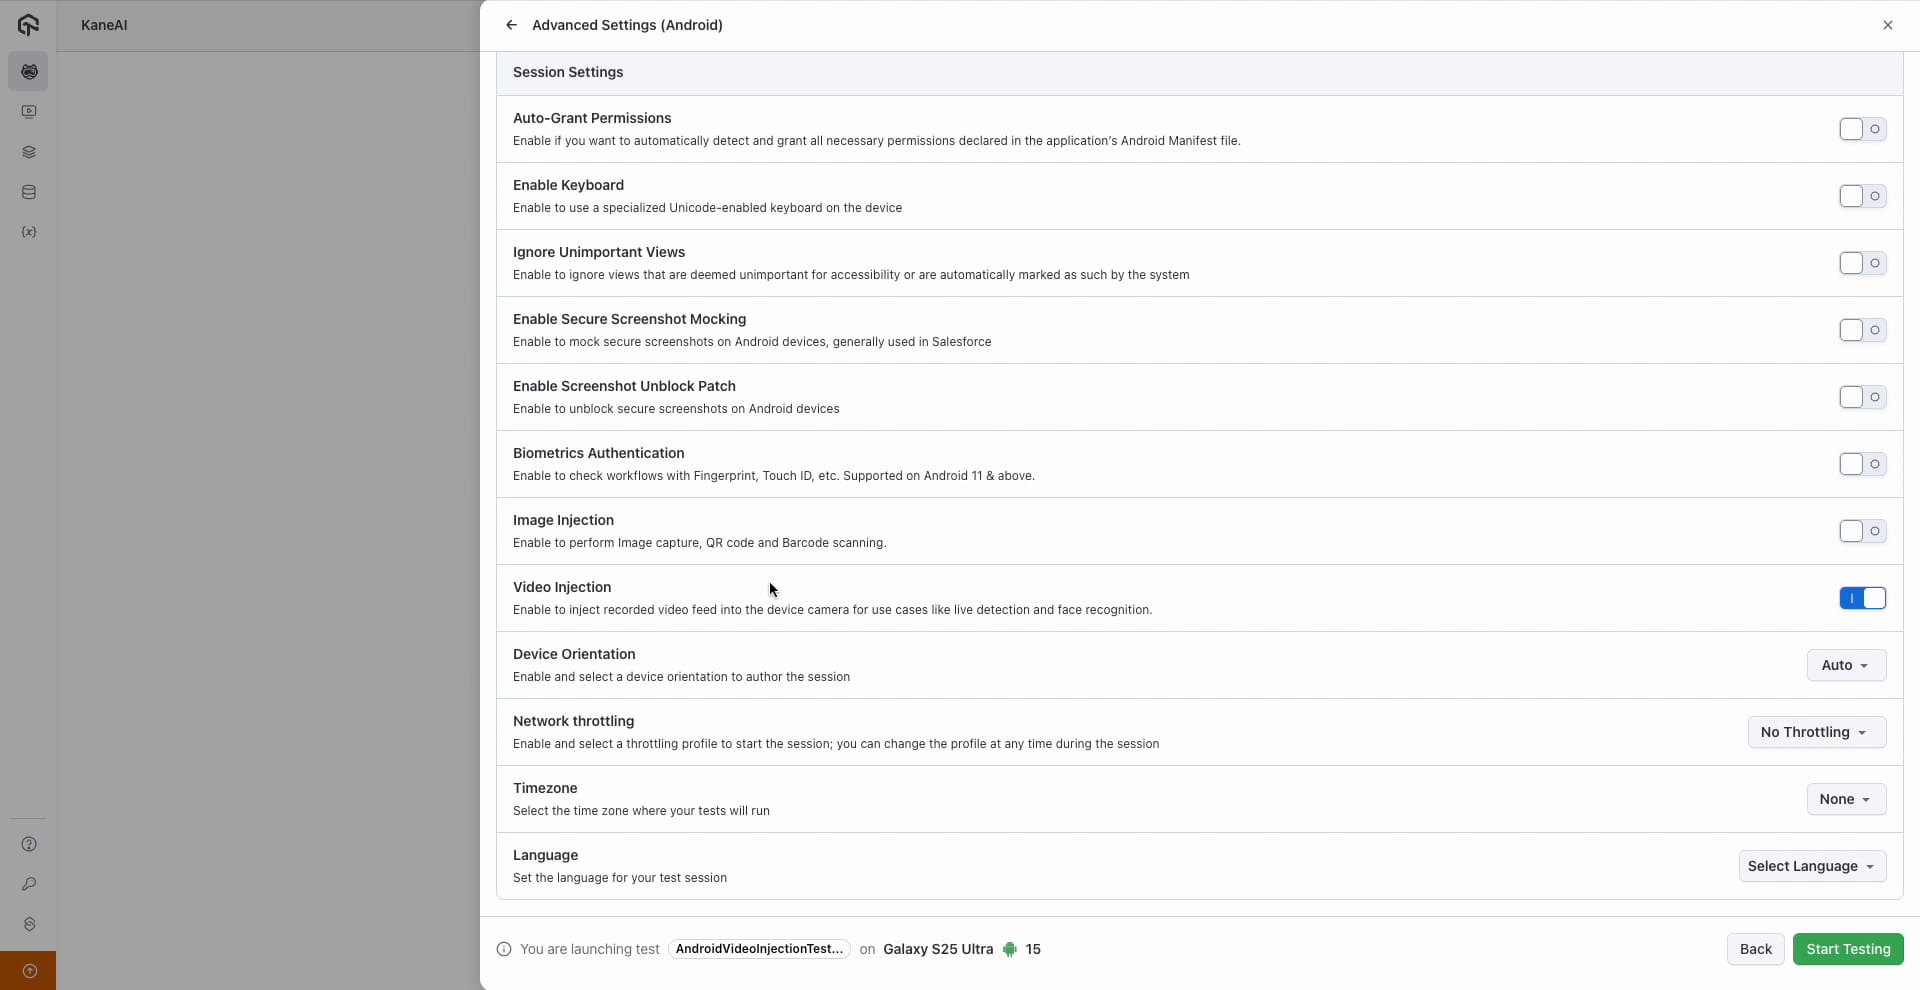 KaneAI
Advanced Settings (Android)
Session Settings
Auto-Grant Permissions
Enable if you want to automatically detect and grant all necessary permissions declared in the application's Android Manifest file.
Enable Keyboard
Enable to use a specialized Unicode-enabled keyboard on the device
Ignore Unimportant Views
Enable to ignore views that are deemed unimportant for accessibility or are automatically marked as such by the system
Enable Secure Screenshot Mocking
Enable to mock secure screenshots on Android devices, generally used in Salesforce
Enable Screenshot Unblock Patch
Enable to unblock secure screenshots on Android devices
Biometrics Authentication
Enable to check workflows with Fingerprint, Touch ID, etc. Supported on Android 11 & above.
Image Injection
Enable to perform Image capture, QR code and Barcode scanning.
Video Injection
Enable to inject recorded video feed into the device camera for use cases like live detection and face recognition.
Device Orientation
Enable and select a device orientation to author the session
Auto
Network throttling
Enable and select a throttling profile to start the session; you can change the profile at any time during the session
No Throttling
Timezone
Select the time zone where your tests will run
None
Language
Set the language for your test session
Select Language
You are launching test AndroidVideoInjectionTest... on Galaxy S25 Ultra 15
Back
Start Testing